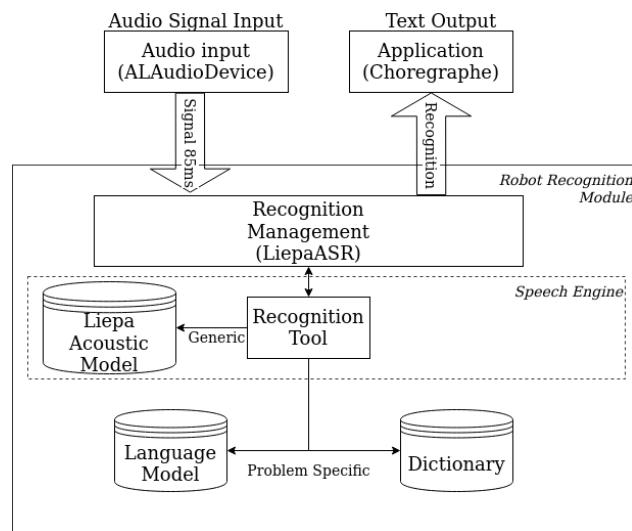 Audio Signal Input
Text Output
Audio input
(ALAudioDevice)
Application
(Choregraphe)
Signal 85ms
Recognition
Robot Recognition
Module
Recognition
Management
(LiepaASR)
Speech Engine
Liepa
Acoustic
Model
Generic
Recognition
Tool
Language
Model
Problem Specific
Dictionary